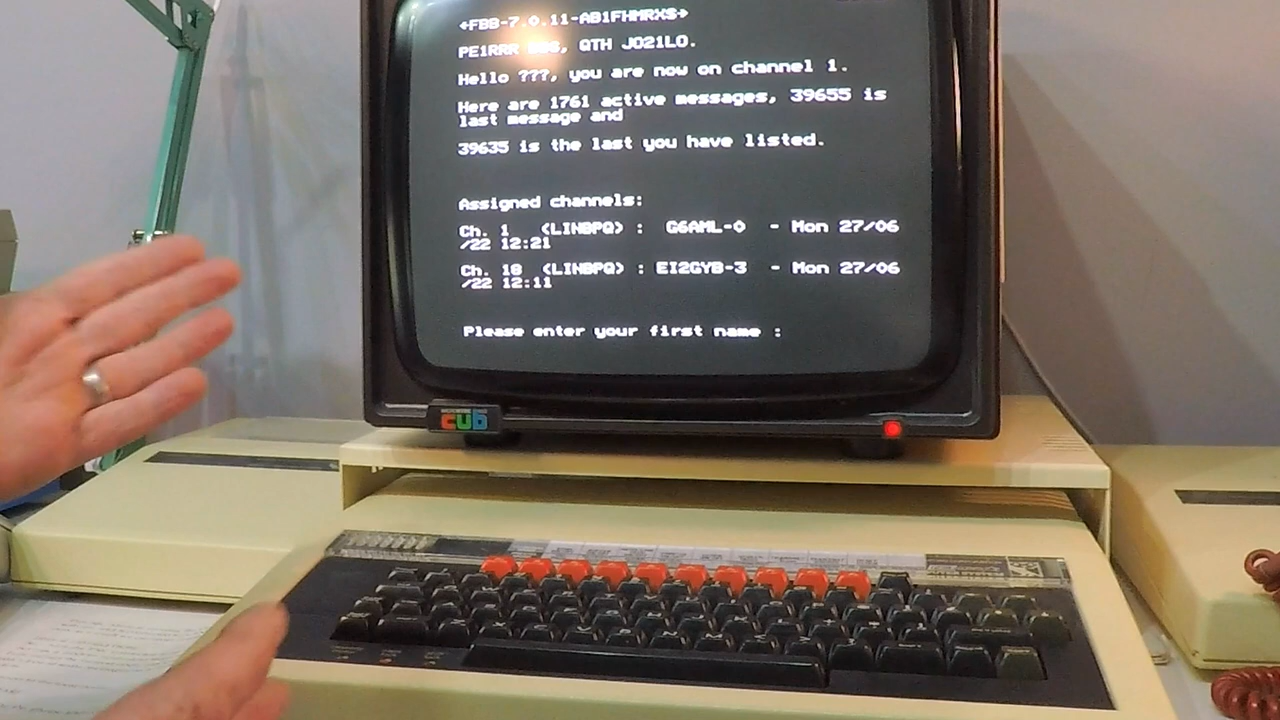 <FBB-7.0.11-AB1FHMRX$>
PE1RRR BBS, QTH JO21LO.
Hello ???, you are now on channel 1.
Here are 1761 active messages, 39655 is
last message and
39635 is the last you have listed.
Assigned channels:
Ch. 1 (LINBPQ) : G6AML-0 - Mon 27/06
/22 12:21
Ch. 18 (LINBPQ) : EI2GYB-3 - Mon 27/06
/22 12:11
Please enter your first name :
cub